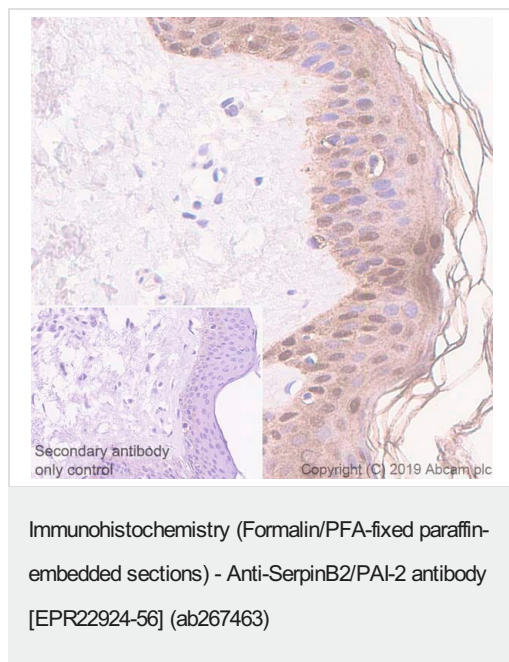 Secondary antibody
only control
Copyright (C) 2019 Abcam plc
Immunohistochemistry (Formalin/PFA-fixed paraffin-
embedded sections) - Anti-SerpinB2/PAI-2 antibody
[EPR22924-56] (ab267463)